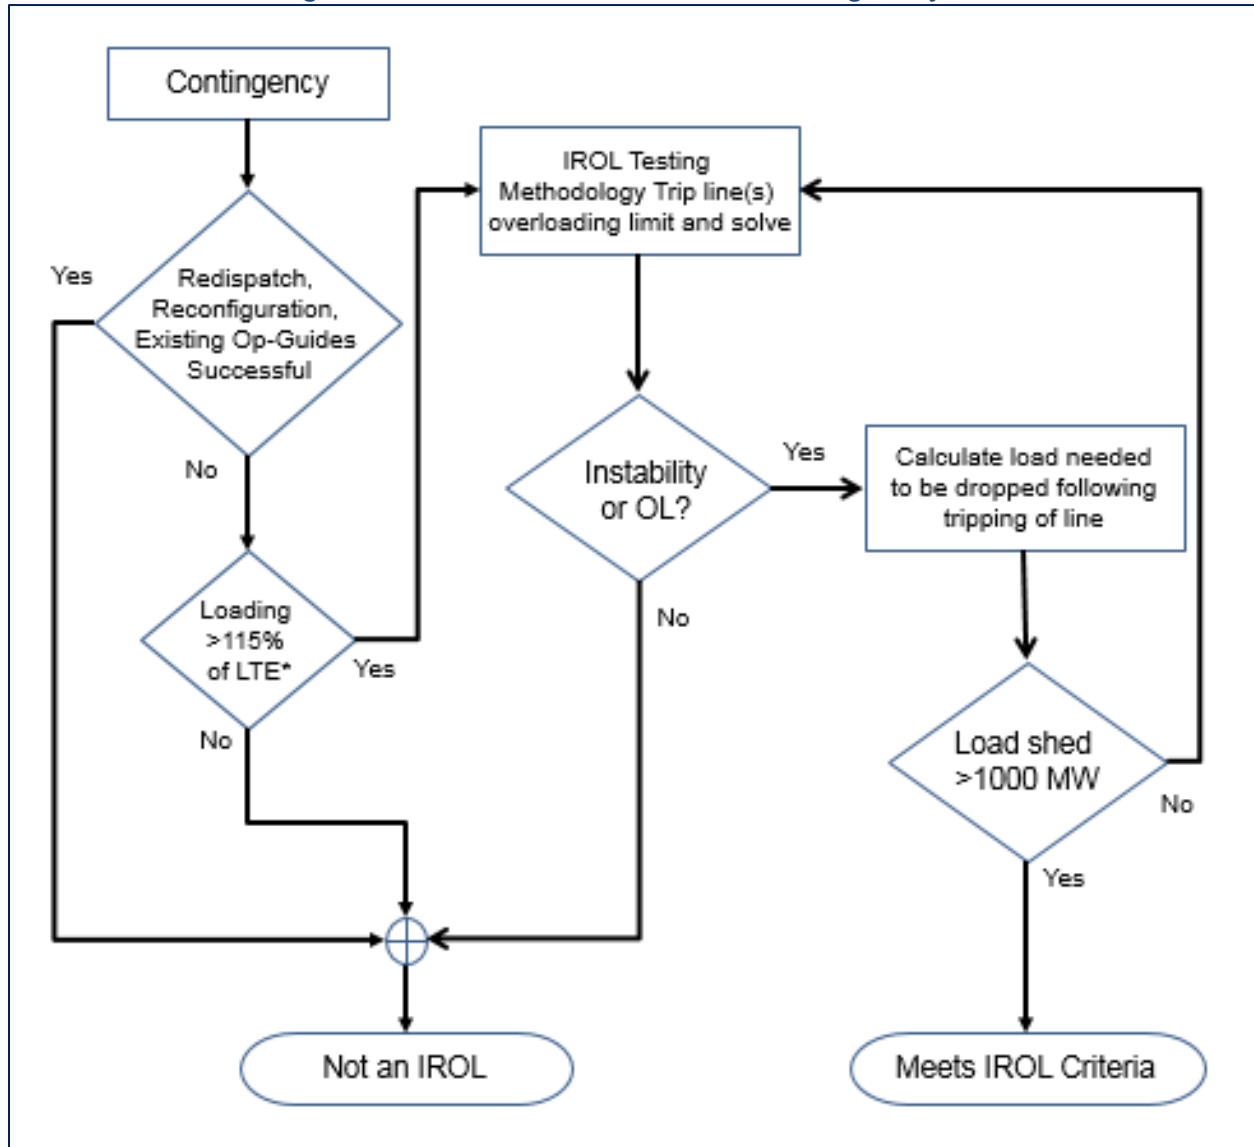 Contingency
IROL Testing
Methodology Trip line(s)
overloading limit and solve
Yes
Redispatch,
Reconfiguration,
Existing Op-Guides
Successful
No
Instability
or OL?
Yes
Calculate load needed
to be dropped following
tripping of line
Loading
>115%
of LTE*
Yes
No
No
Load shed
>1000 MW
No
Yes
Not an IROL
Meets IROL Criteria